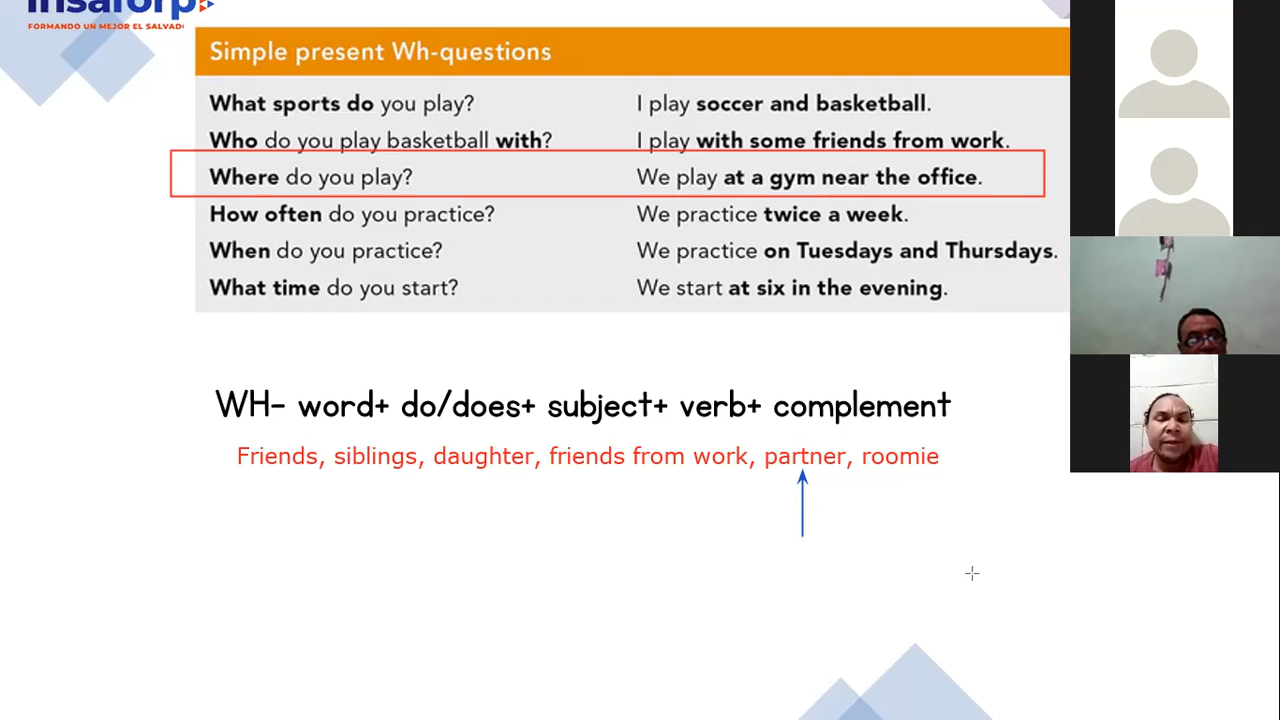 insaforp
FORMANDO UN MEJOR EL SALVADOR
Simple present Wh-questions
What sports do you play? I play soccer and basketball.
Who do you play basketball with? I play with some friends from work.
Where do you play? We play at a gym near the office.
How often do you practice? We practice twice a week.
When do you practice? We practice on Tuesdays and Thursdays.
What time do you start? We start at six in the evening.
WH- word+ do/does+ subject+ verb+ complement
Friends, siblings, daughter, friends from work, partner, roomie